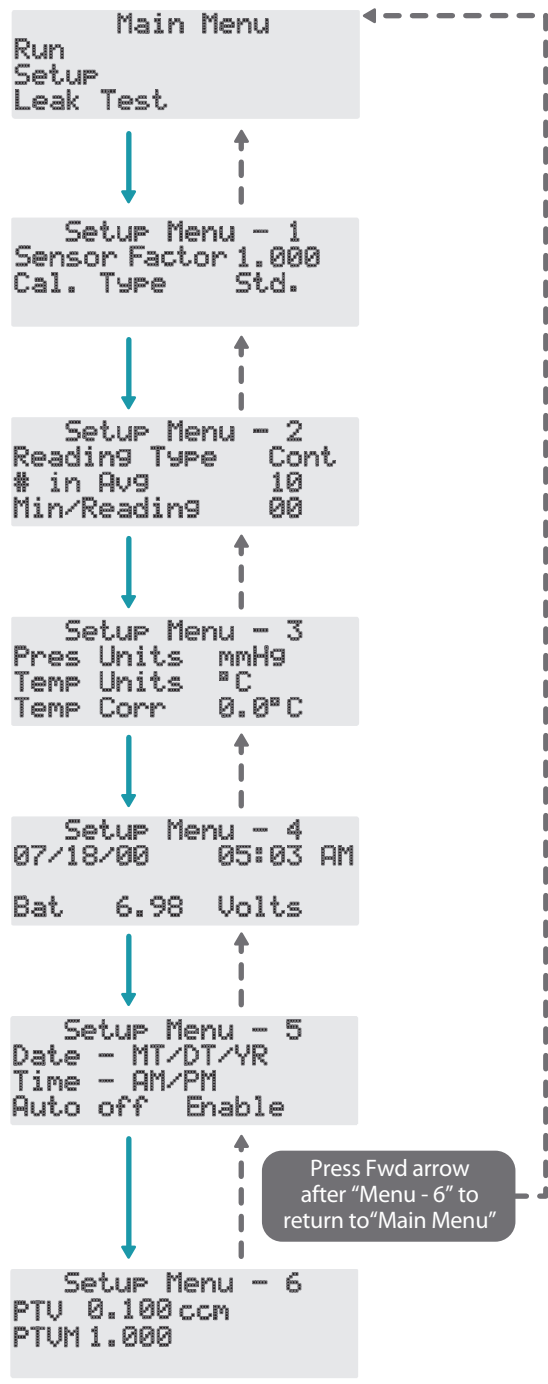 Main Menu
Run
Setup
Leak Test
Setup Menu - 1
Sensor Factor 1.000
Cal. Type Std.
Setup Menu - 2
Reading Type Cont
# in Avg 10
Min/Reading 00
Setup Menu - 3
Pres Units mmHg
Temp Units °C
Temp Corr 0.0°C
Setup Menu - 4
07/18/00 05:03 AM
Bat 6.98 Volts
Setup Menu - 5
Date - MT/DT/YR
Time - AM/PM
Auto off Enable
Press Fwd arrow
after “Menu - 6” to
return to“Main Menu”
Setup Menu - 6
PTV 0.100 ccm
PTVM 1.000